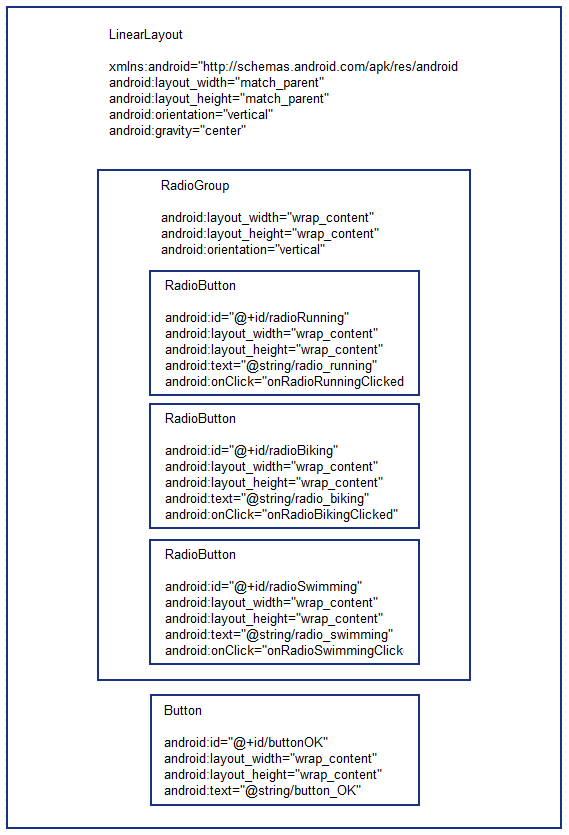 LinearLayout
xmlns:android="http://schemas.android.com/apk/res/android
android:layout_width="match_parent"
android:layout_height="match_parent"
android:orientation="vertical"
android:gravity="center"
RadioGroup
android:layout_width="wrap_content"
android:layout_height="wrap_content"
android:orientation="vertical"
RadioButton
android:id="@+id/radioRunning"
android:layout_width="wrap_content"
android:layout_height="wrap_content"
android:text="@string/radio_running"
android:onClick="onRadioRunningClicked
RadioButton
android:id="@+id/radioBiking"
android:layout_width="wrap_content"
android:layout_height="wrap_content"
android:text="@string/radio_biking"
android:onClick="onRadioBikingClicked"
RadioButton
android:id="@+id/radioSwimming"
android:layout_width="wrap_content"
android:layout_height="wrap_content"
android:text="@string/radio_swimming"
android:onClick="onRadioSwimmingClick
Button
android:id="@+id/buttonOK"
android:layout_width="wrap_content"
android:layout_height="wrap_content"
android:text="@string/button_OK"